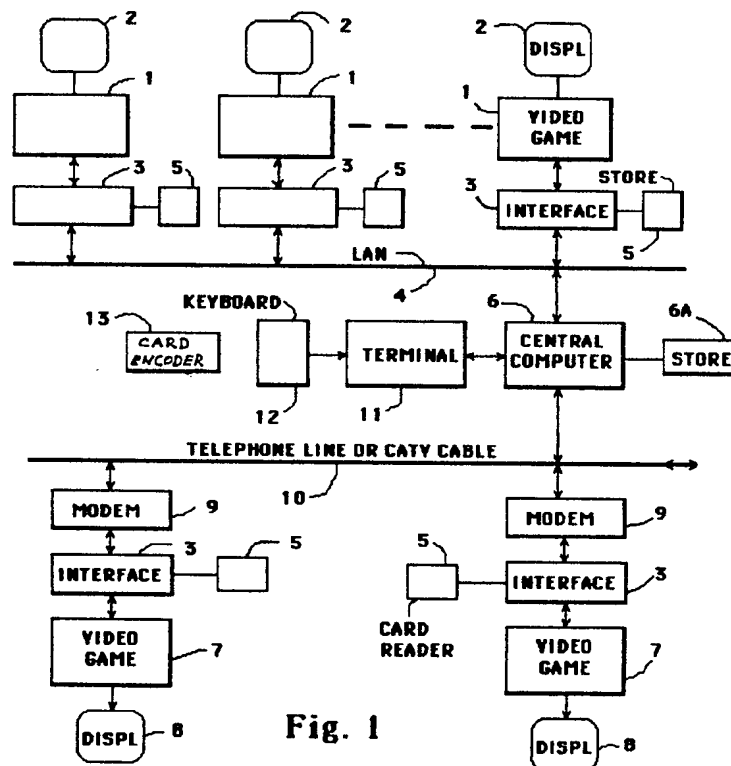 2
2
2
DISPL
1
1
1
VIDEO
GAME
3
5
3
5
STORE
3
INTERFACE
5
LAN
4
KEYBOARD
6
6A
13
CARD
ENCODER
TERMINAL
CENTRAL
COMPUTER
STORE
12
11
TELEPHONE LINE OR CATV CABLE
10
MODEM
9
MODEM
9
3
5
5
INTERFACE
INTERFACE
3
CARD
READER
VIDEO
GAME
7
VIDEO
GAME
7
DISPL
8
Fig. 1
DISPL
8